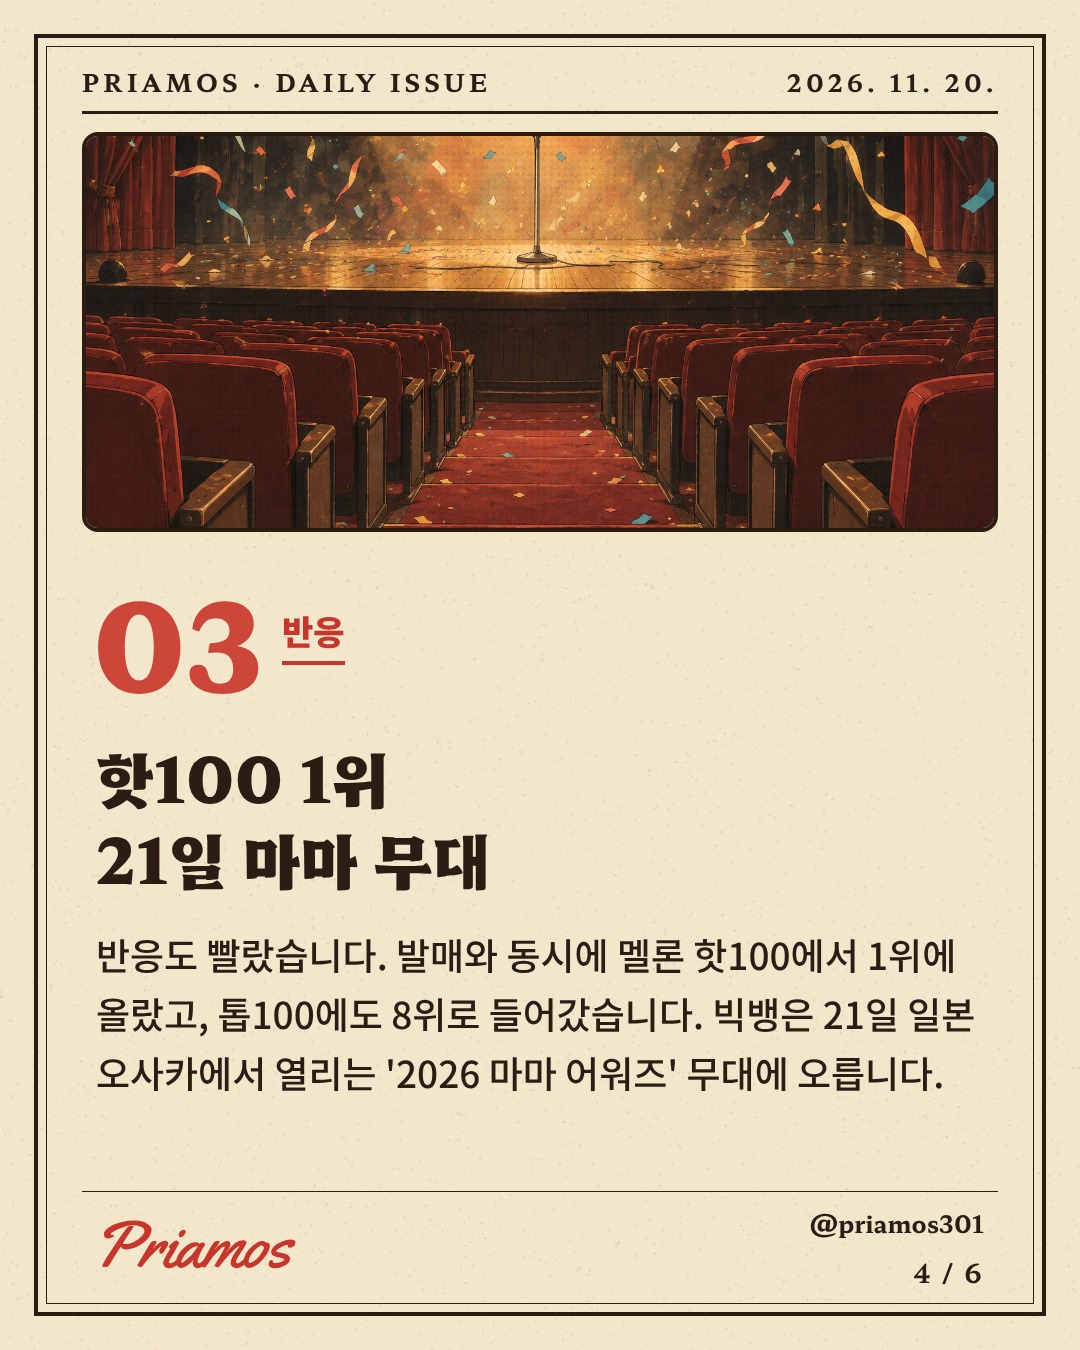 PRIAMOS · DAILY ISSUE
2026. 11. 20.
03
반응
핫100 1위
21일 마마 무대
반응도 빨랐습니다. 발매와 동시에 멜론 핫100에서 1위에
올랐고, 톱100에도 8위로 들어갔습니다. 빅뱅은 21일 일본
오사카에서 열리는 '2026 마마 어워즈' 무대에 오릅니다.
Priamos
@priamos301
4 / 6